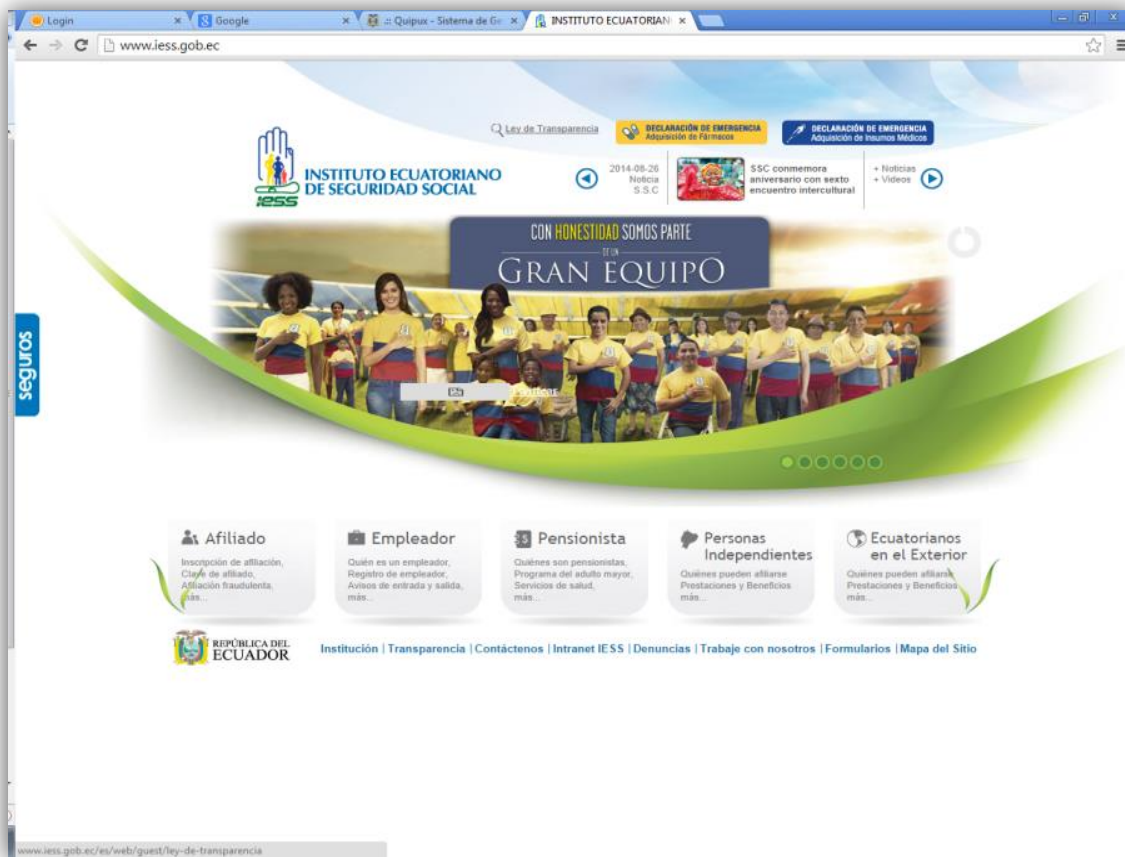 Login
Google
.:: Quipux - Sistema de Ge
INSTITUTO ECUATORIAN
www.iess.gob.ec
Ley de Transparencia
DECLARACIÓN DE EMERGENCIA
Adquisición de Fármacos
DECLARACIÓN DE EMERGENCIA
Adquisición de Insumos Médicos
iess
INSTITUTO ECUATORIANO
DE SEGURIDAD SOCIAL
2014-08-26
Noticia
S.S.C
SSC conmemora
aniversario con sexto
encuentro intercultural
+ Noticias
+ Videos
CON HONESTIDAD SOMOS PARTE
DE UN
GRAN EQUIPO
seguros
Afiliado
Inscripción de afiliación,
Clave de afiliado,
Afiliación fraudulenta,
más...
Empleador
Quién es un empleador,
Registro de empleador,
Avisos de entrada y salida,
más...
Pensionista
Quiénes son pensionistas,
Programa del adulto mayor,
Servicios de salud,
más...
Personas
Independientes
Quiénes pueden afiliarse
Prestaciones y Beneficios
más...
Ecuatorianos
en el Exterior
Quiénes pueden afiliarse
Prestaciones y Beneficios
más...
REPÚBLICA DEL
ECUADOR
Institución | Transparencia | Contáctenos | Intranet IESS | Denuncias | Trabaje con nosotros | Formularios | Mapa del Sitio
www.iess.gob.ec/es/web/guest/ley-de-transparencia